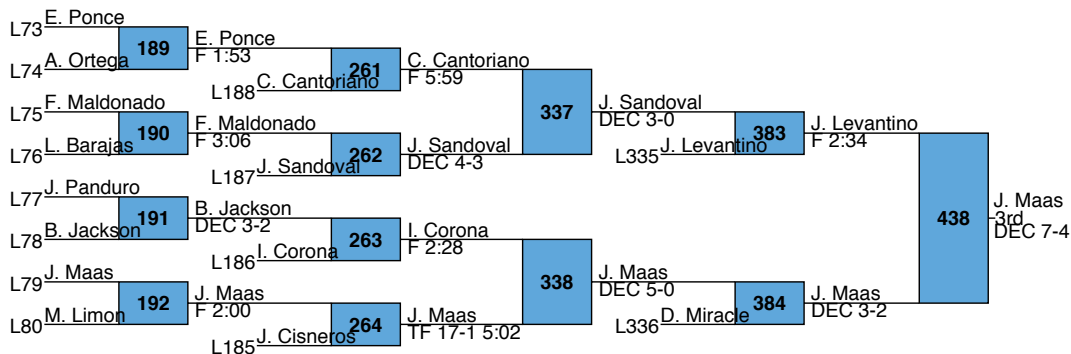 E. Ponce
L73
189
E. Ponce
F 1:53
L74
A. Ortega
261
C. Cantoriano
F 5:59
L188
C. Cantoriano
F. Maldonado
L75
190
F. Maldonado
F 3:06
L76
L. Barajas
262
J. Sandoval
DEC 4-3
L187
J. Sandoval
337
J. Sandoval
DEC 3-0
383
J. Levantino
F 2:34
L335
J. Levantino
J. Panduro
L77
191
B. Jackson
DEC 3-2
L78
B. Jackson
263
I. Corona
F 2:28
L186
I. Corona
J. Maas
L79
192
J. Maas
F 2:00
L80
M. Limon
264
J. Maas
TF 17-1 5:02
L185
J. Cisneros
338
J. Maas
DEC 5-0
384
J. Maas
DEC 3-2
L336
D. Miracle
438
J. Maas
3rd
DEC 7-4